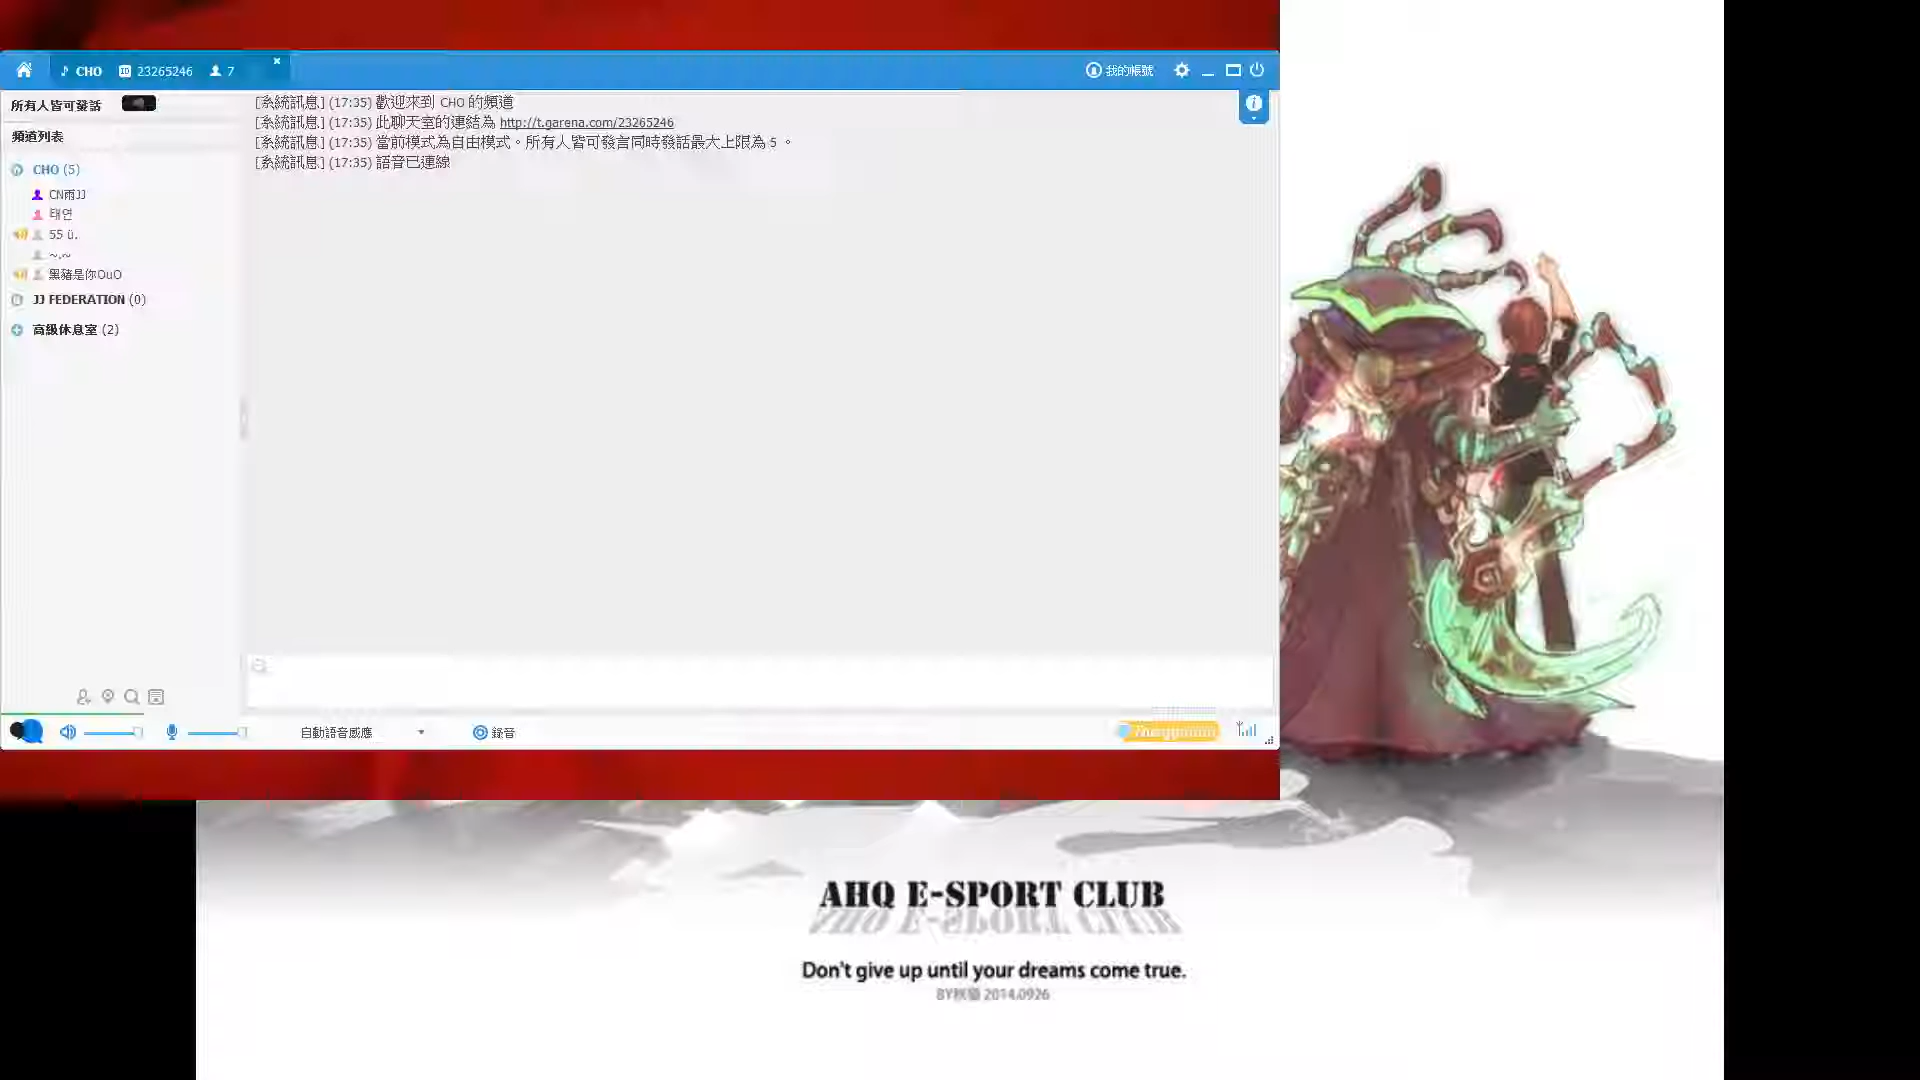 CHO 23265246 7
我的帳號
所有人皆可發話
頻道列表
CHO (5)
CN雨JJ
태연
55 ü.
~.~
黑豬是你OuO
JJ FEDERATION (0)
高級休息室 (2)
[系統訊息] (17:35) 歡迎來到 CHO 的頻道
[系統訊息] (17:35) 此聊天室的連結為 http://t.garena.com/23265246
[系統訊息] (17:35) 當前模式為自由模式。所有人皆可發言同時發話最大上限為 5 。
[系統訊息] (17:35) 語音已連線
自動語音感應
錄音
AHQ E-SPORT CLUB
Don't give up until your dreams come true.
2014.0926